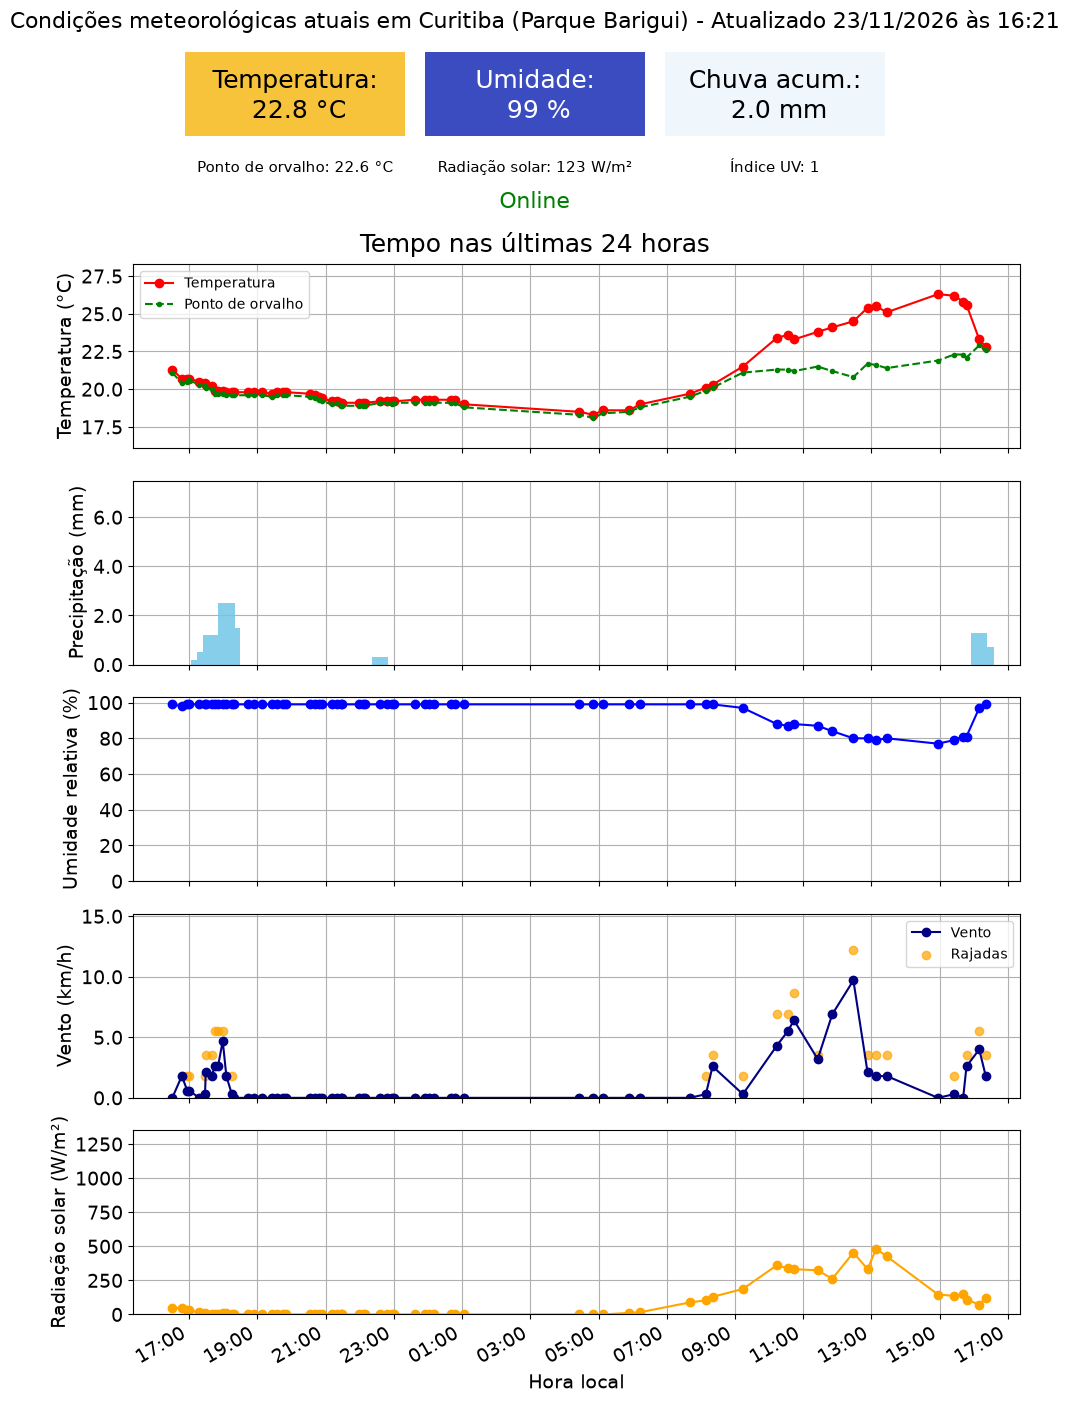 Condições meteorológicas atuais em Curitiba (Parque Barigui) - Atualizado 23/11/2026 às 16:21
Temperatura:
22.8 °C
Umidade:
99 %
Chuva acum.:
2.0 mm
Ponto de orvalho: 22.6 °C
Radiação solar: 123 W/m²
Índice UV: 1
Online
Tempo nas últimas 24 horas
Temperatura (°C)
27.5
25.0
22.5
20.0
17.5
Temperatura
Ponto de orvalho
Precipitação (mm)
6.0
4.0
2.0
0.0
Umidade relativa (%)
100
80
60
40
20
0
Vento (km/h)
15.0
10.0
5.0
0.0
Vento
Rajadas
Radiação solar (W/m²)
1250
1000
750
500
250
0
17:00
19:00
21:00
23:00
01:00
03:00
05:00
07:00
09:00
11:00
13:00
15:00
17:00
Hora local